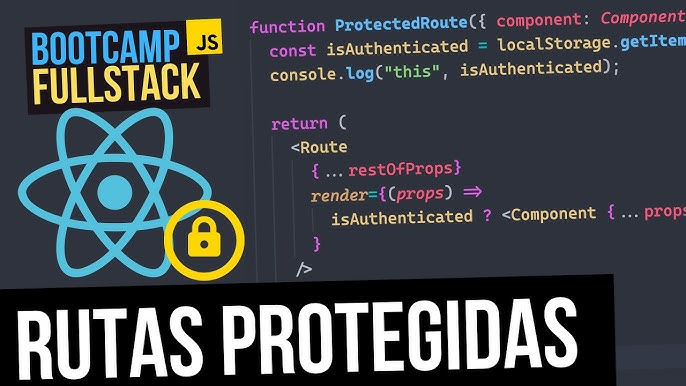 BOOTCAMP JS
FULLSTACK
function ProtectedRoute({ component: Component
const isAuthenticated = localStorage.getItem
console.log("this", isAuthenticated);
return (
<Route
{...restOfProps}
render={(props) =>
isAuthenticated ? <Component {...props
}
/>
RUTAS PROTEGIDAS